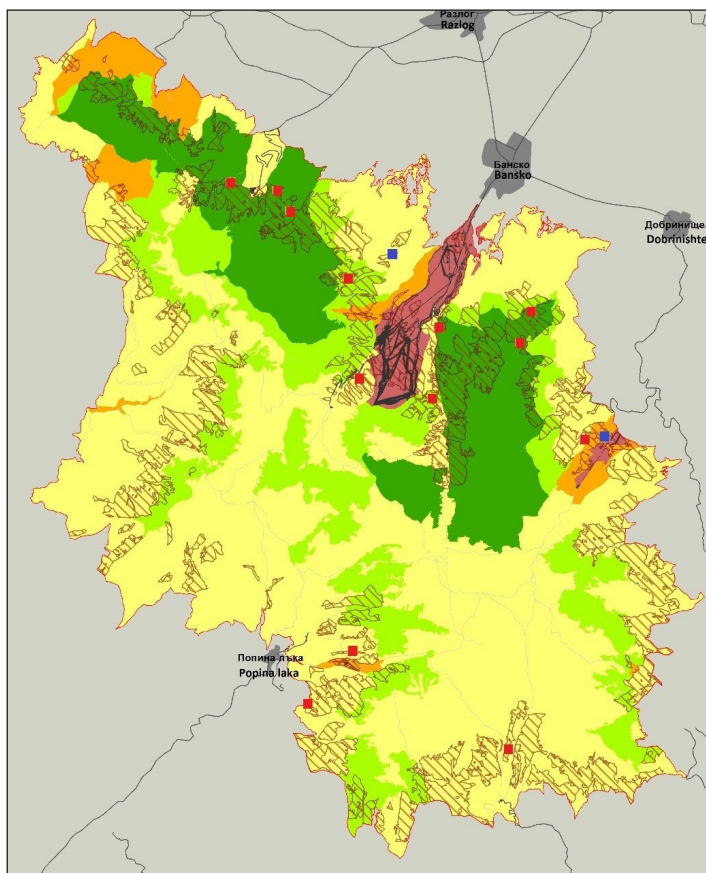 Разлог
Razlog
Банско
Bansko
Добринище
Dobrinishte
Попина лъка
Popina laka